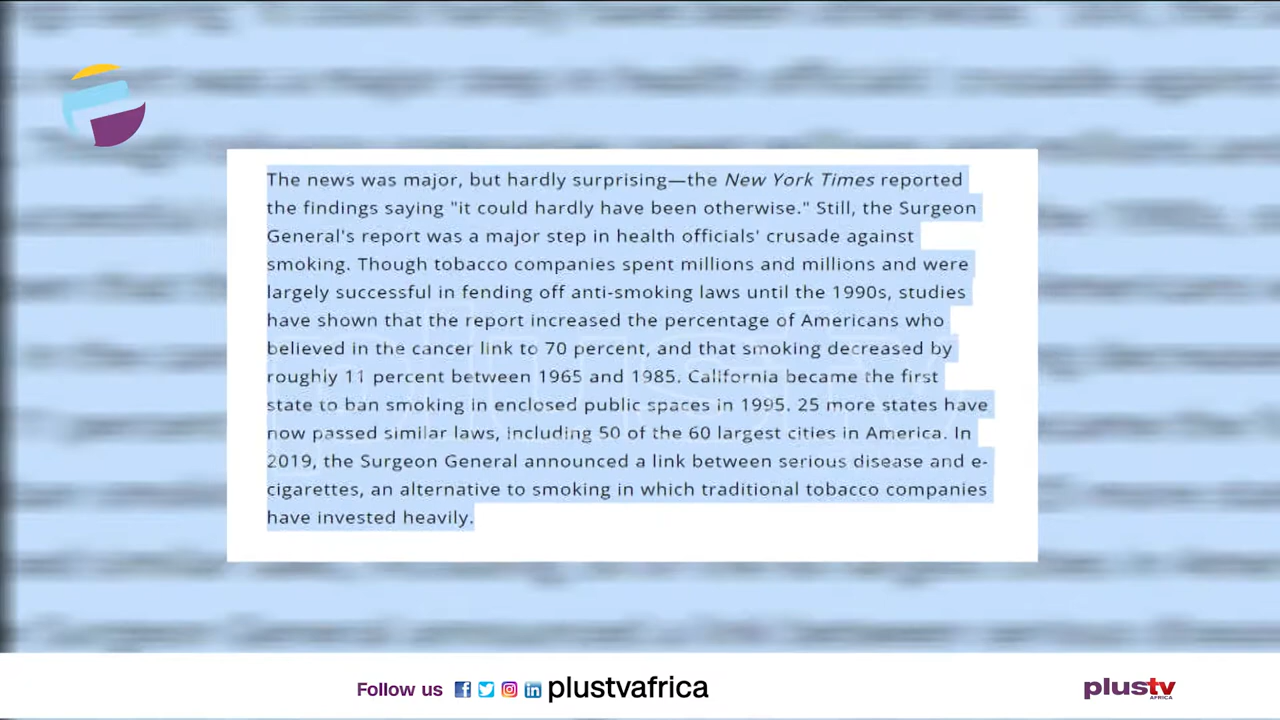 The news was major, but hardly surprising—the New York Times reported
the findings saying "it could hardly have been otherwise." Still, the Surgeon
General's report was a major step in health officials' crusade against
smoking. Though tobacco companies spent millions and millions and were
largely successful in fending off anti-smoking laws until the 1990s, studies
have shown that the report increased the percentage of Americans who
believed in the cancer link to 70 percent, and that smoking decreased by
roughly 11 percent between 1965 and 1985. California became the first
state to ban smoking in enclosed public spaces in 1995. 25 more states have
now passed similar laws, including 50 of the 60 largest cities in America. In
2019, the Surgeon General announced a link between serious disease and e-
cigarettes, an alternative to smoking in which traditional tobacco companies
have invested heavily.
Follow us plustvafrica
plustv
AFRICA